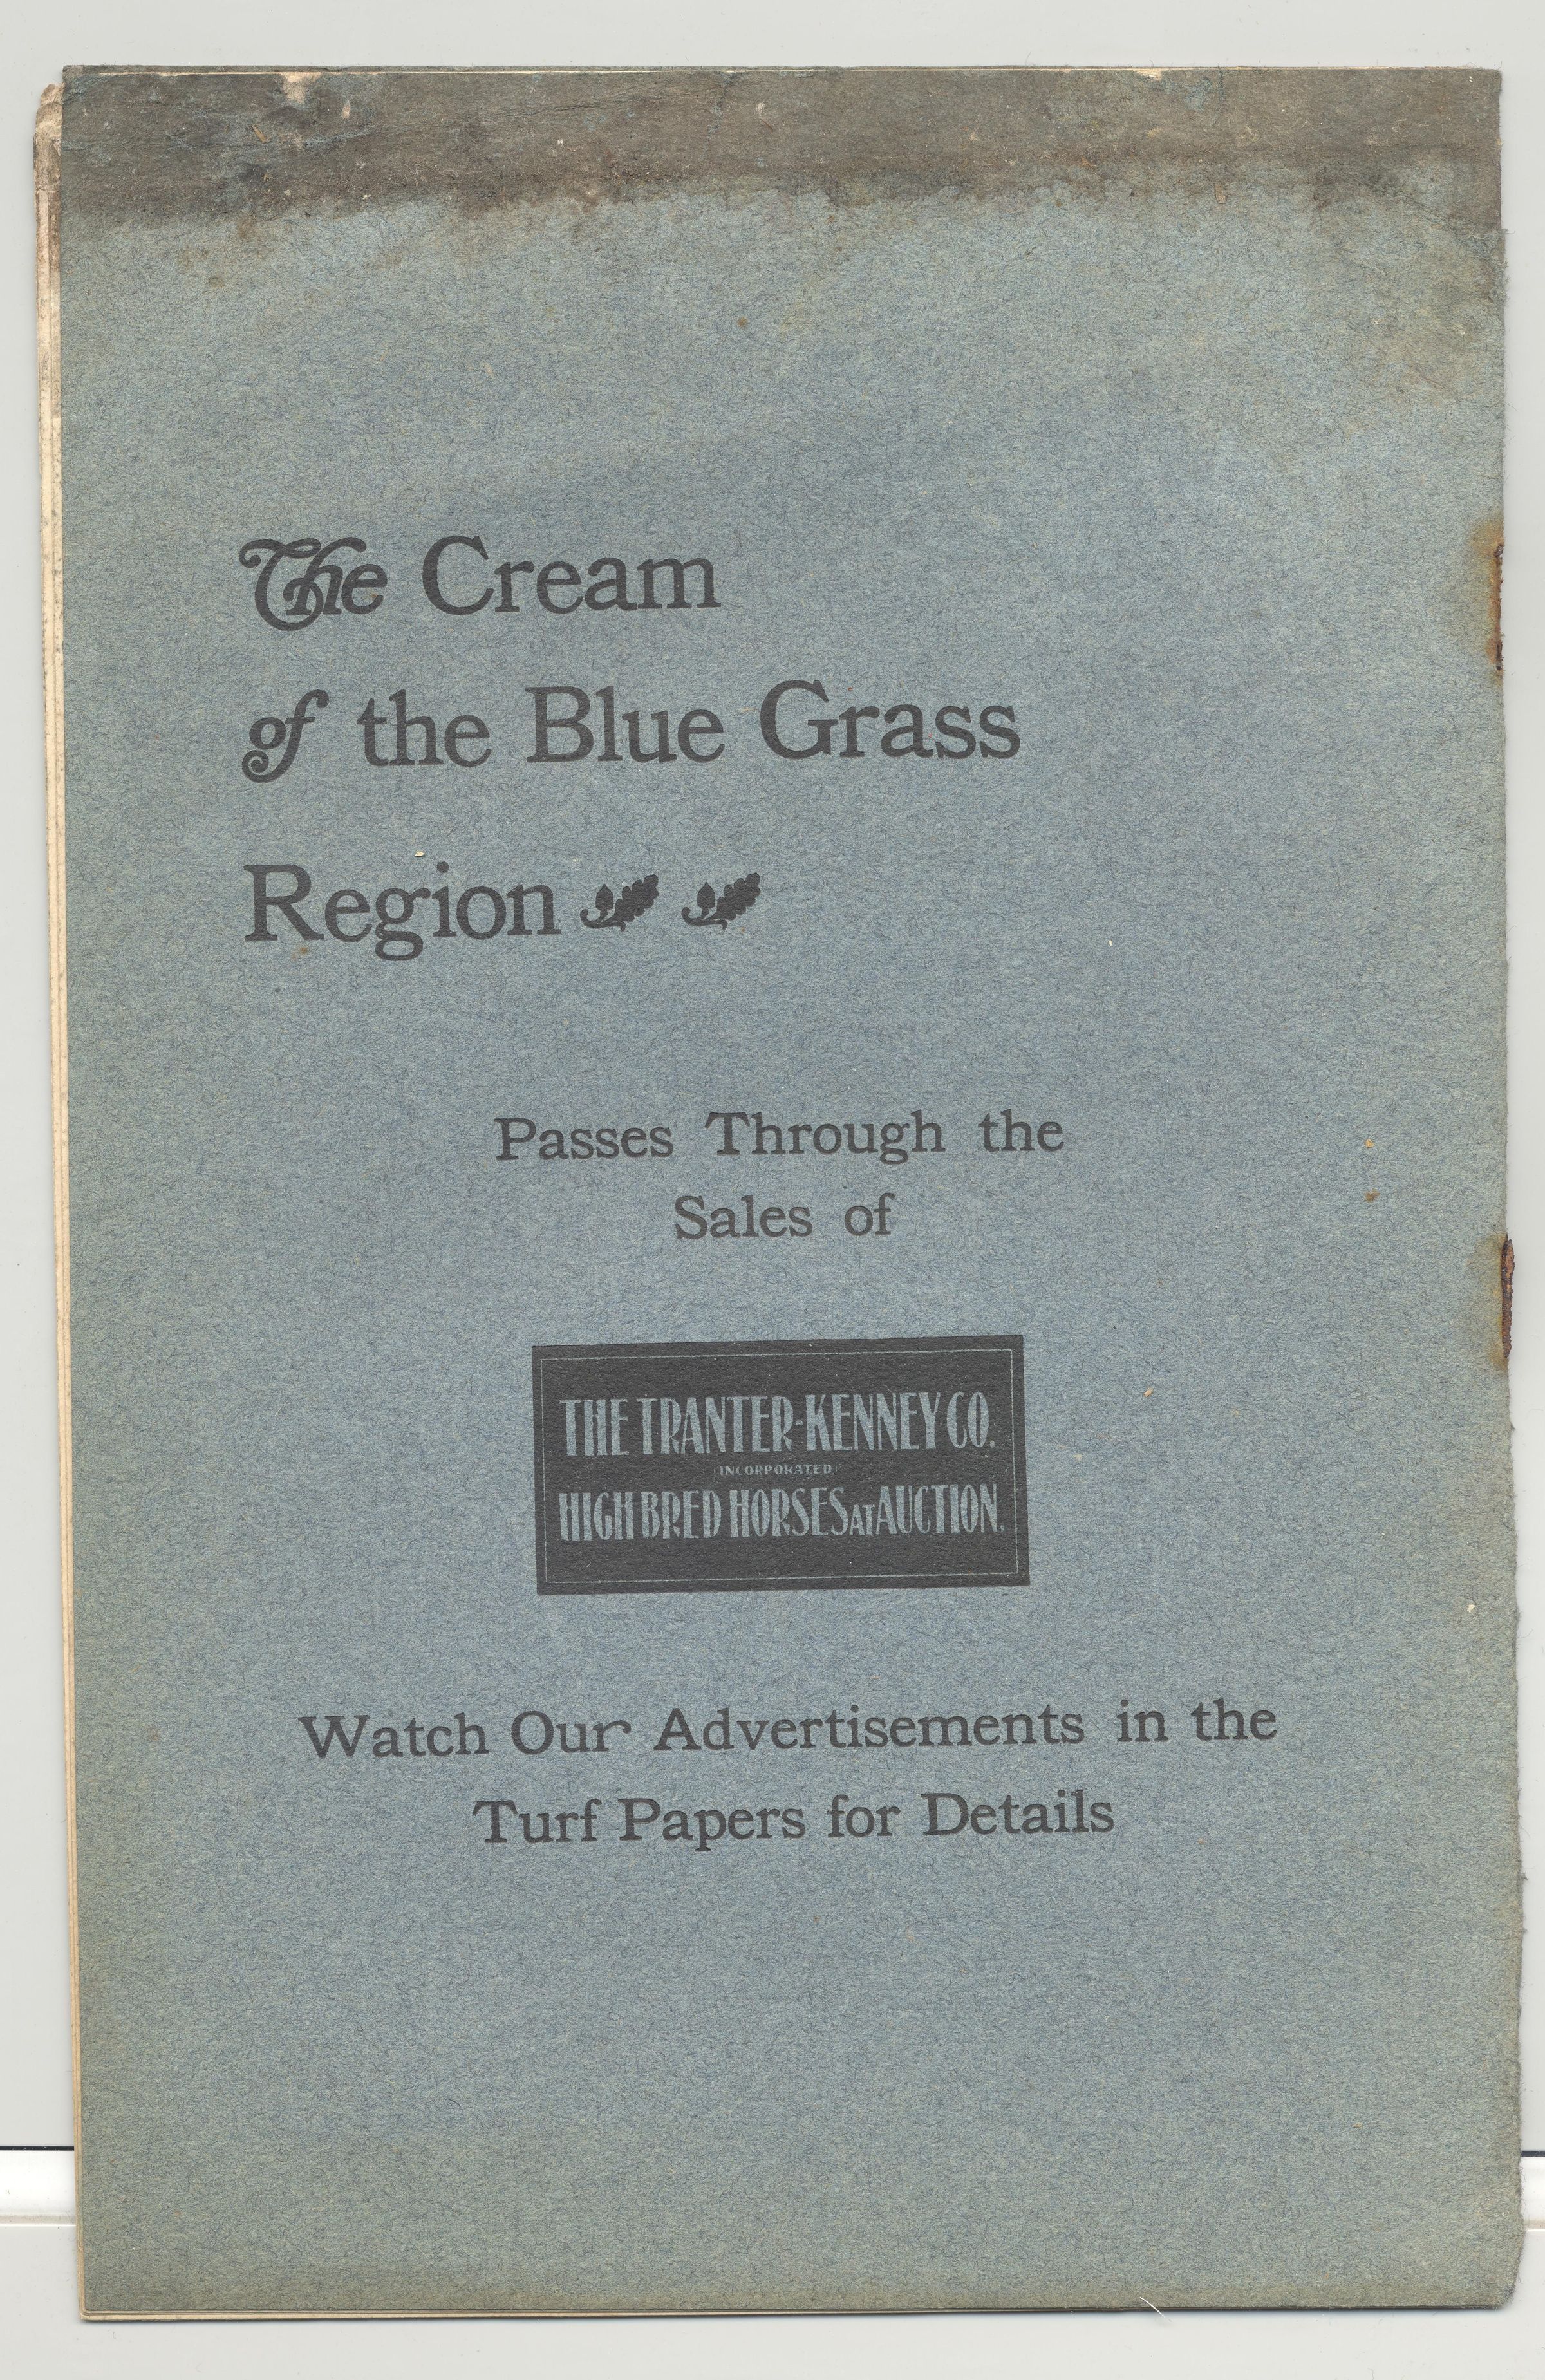 The Cream
of the Blue Grass
Region
Passes Through the
Sales of
THE TRANTER-KENNEY CO.
INCORPORATED
HIGH BRED HORSES AT AUCTION.
Watch Our Advertisements in the
Turf Papers for Details